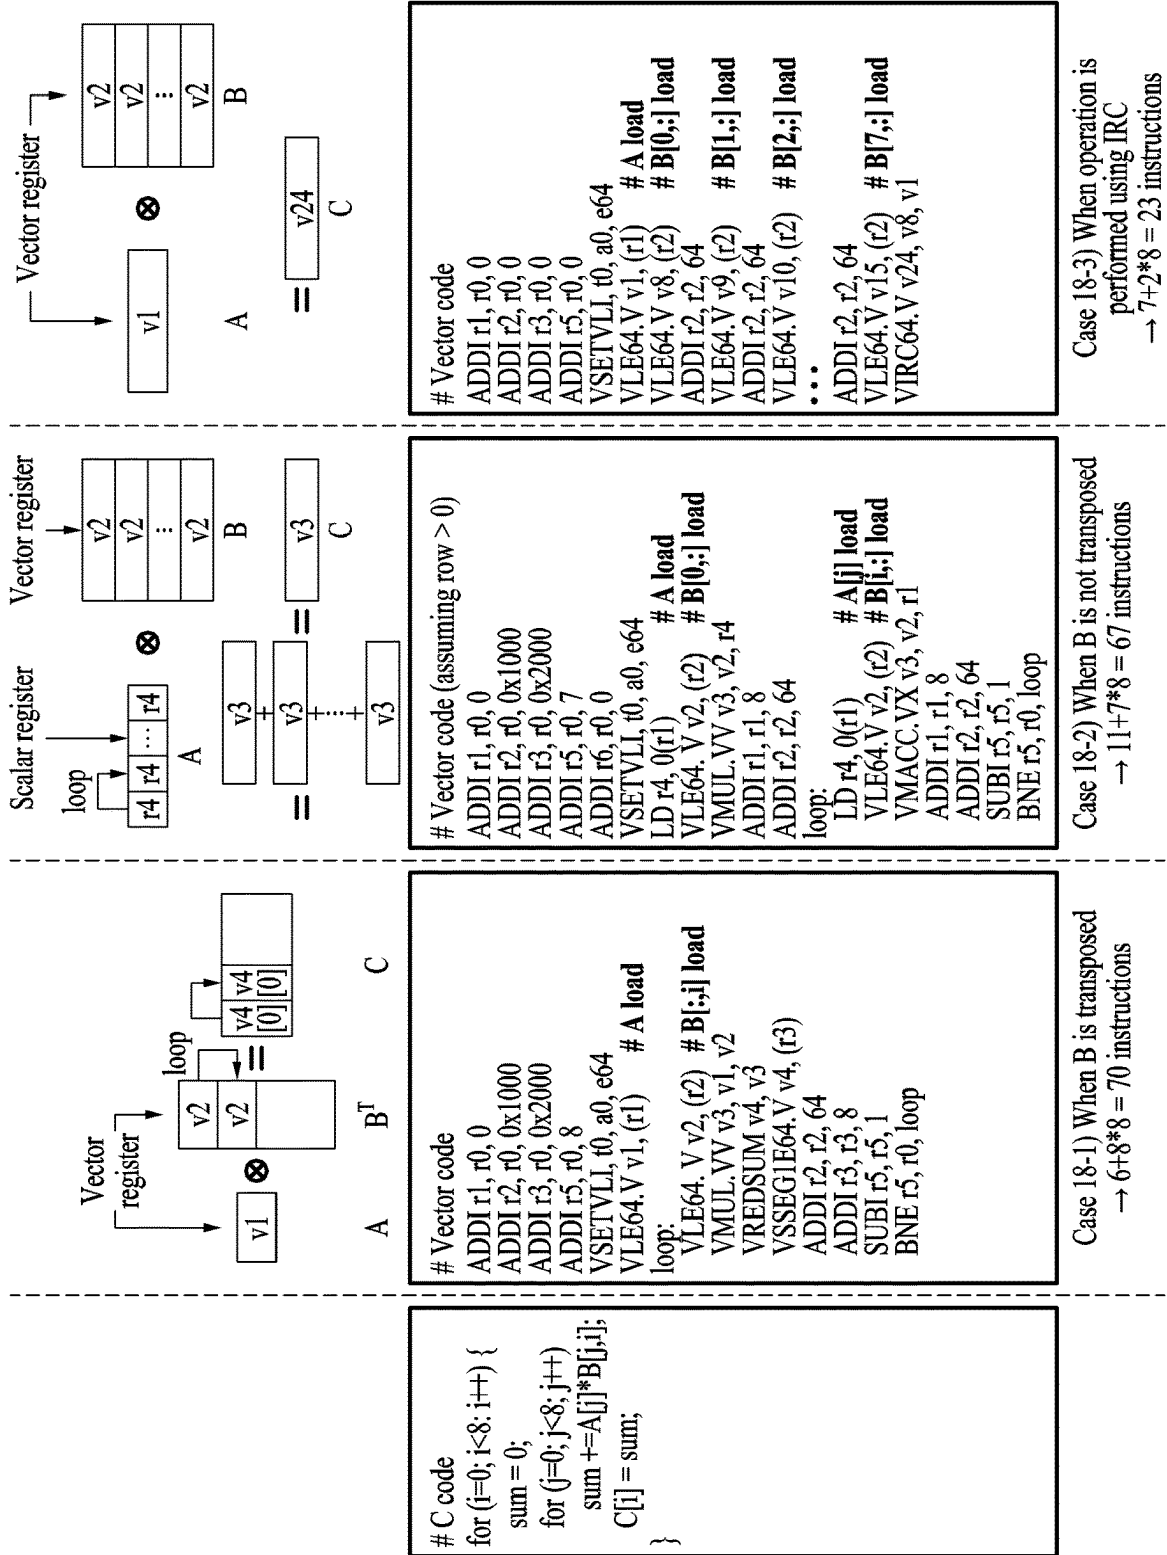 # C code
for (i=0; i<8: i++) {
sum = 0;
for (j=0; j<8; j++)
sum +=A[j]*B[j,i];
C[i] = sum;
}
Vector
register
v1
⊗
v2
v2
loop
=
v4
[0]
v4
[0]
A
Bᵀ
C
# Vector code
ADDI r1, r0, 0
ADDI r2, r0, 0x1000
ADDI r3, r0, 0x2000
ADDI r5, r0, 8
VSETVLI, t0, a0, e64
VLE64.V v1, (r1) # A load
loop:
VLE64. V v2, (r2) # B[:,i] load
VMUL.VV v3, v1, v2
VREDSUM v4, v3
VSSEG1E64.V v4, (r3)
ADDI r2, r2, 64
ADDI r3, r3, 8
SUBI r5, r5, 1
BNE r5, r0, loop
Case 18-1) When B is transposed
→ 6+8*8 = 70 instructions
Scalar register
Vector register
loop
r4 r4 ... r4
A
⊗
v2
v2
⋮
v2
B
=
v3
+
v3
+···+
v3
=
v3
C
# Vector code (assuming row > 0)
ADDI r1, r0, 0
ADDI r2, r0, 0x1000
ADDI r3, r0, 0x2000
ADDI r5, r0, 7
ADDI r6, r0, 0
VSETVLI, t0, a0, e64
LD r4, 0(r1) # A load
VLE64. V v2, (r2) # B[0,:] load
VMUL.VV v3, v2, r4
ADDI r1, r1, 8
ADDI r2, r2, 64
loop:
LD r4, 0(r1) # A[j] load
VLE64.V v2, (r2) # B[i,:] load
VMACC.VX v3, v2, r1
ADDI r1, r1, 8
ADDI r2, r2, 64
SUBI r5, r5, 1
BNE r5, r0, loop
Case 18-2) When B is not transposed
→ 11+7*8 = 67 instructions
Vector register
v1
A
⊗
v2
v2
⋮
v2
B
=
v24
C
# Vector code
ADDI r1, r0, 0
ADDI r2, r0, 0
ADDI r3, r0, 0
ADDI r5, r0, 0
VSETVLI, t0, a0, e64
VLE64.V v1, (r1) # A load
VLE64.V v8, (r2) # B[0,:] load
ADDI r2, r2, 64
VLE64.V v9, (r2) # B[1,:] load
ADDI r2, r2, 64
VLE64.V v10, (r2) # B[2,:] load
•••
ADDI r2, r2, 64
VLE64.V v15, (r2) # B[7,:] load
VIRC64.V v24, v8, v1
Case 18-3) When operation is
performed using IRC
→ 7+2*8 = 23 instructions